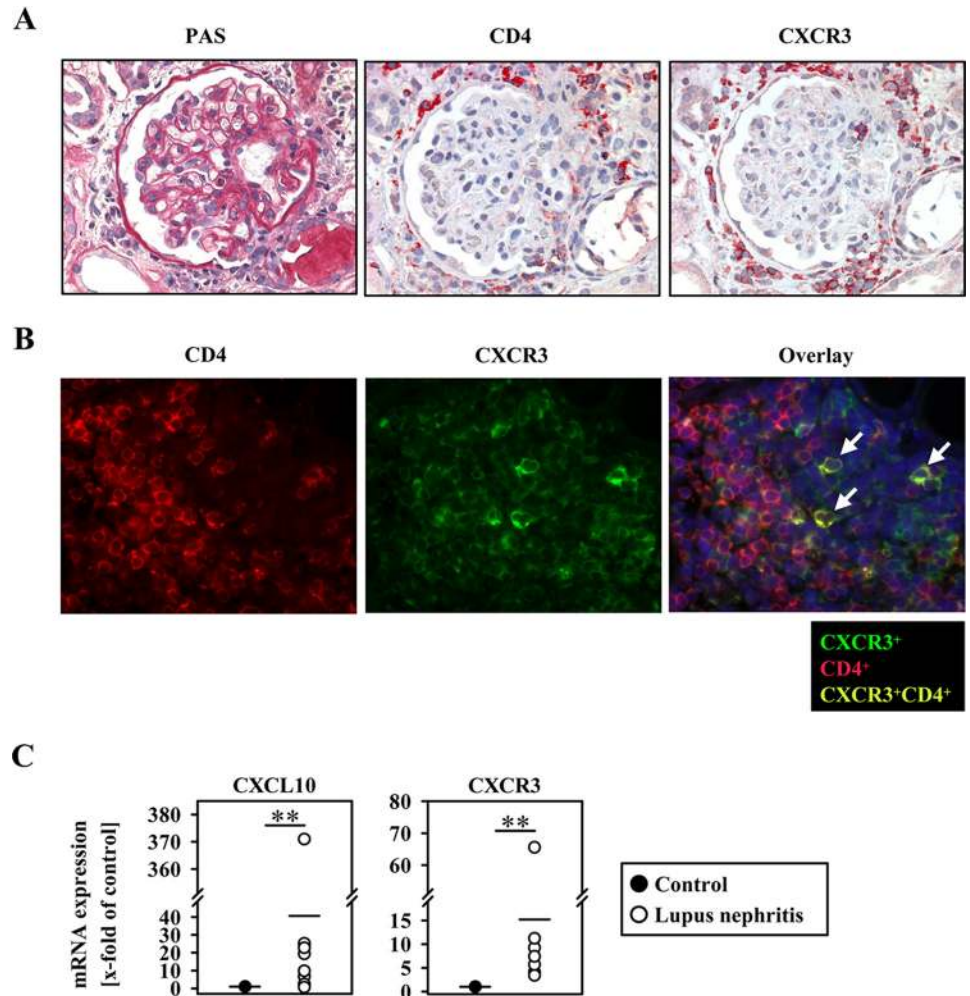 A
PAS
CD4
CXCR3
B
CD4
CXCR3
Overlay
CXCR3⁺
CD4⁺
CXCR3⁺CD4⁺
C
CXCL10
CXCR3
mRNA expression
[x-fold of control]
380
370
360
40
30
20
10
0
**
80
70
60
15
10
5
0
**
Control
Lupus nephritis